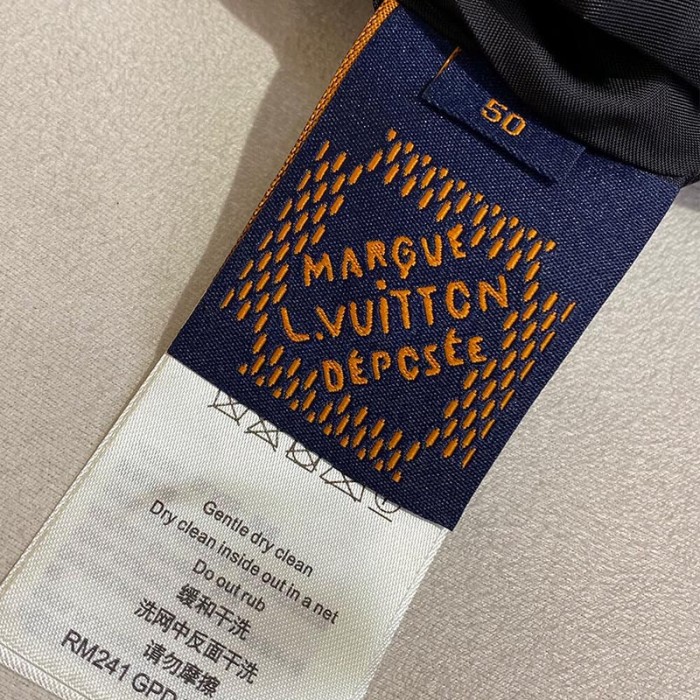 50
MARQUE
L.VUITTON
DÉPOSÉE
Gentle dry clean
Dry clean inside out in a net
Do out rub
缓和干洗
洗网中反面干洗
请勿摩擦
RM241 GPD